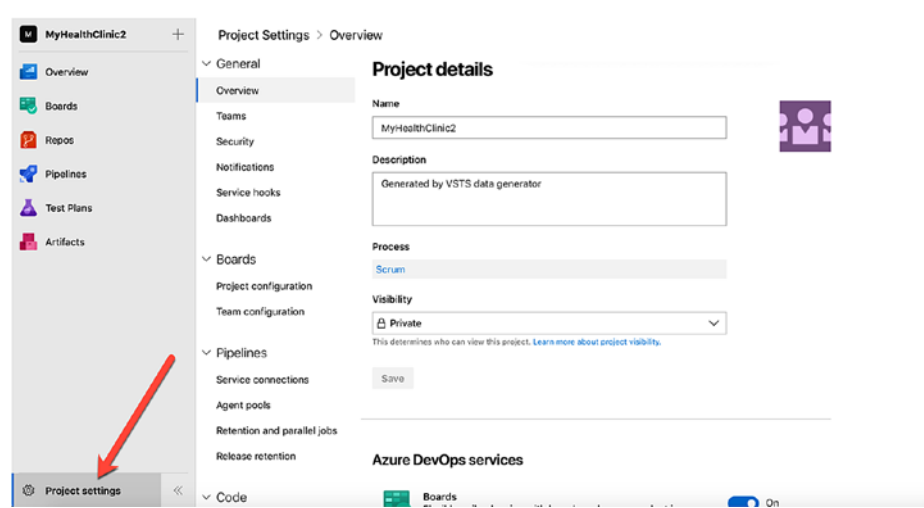 M MyHealthClinic2
Overview
Boards
Repos
Pipelines
Test Plans
Artifacts
Project settings
Project Settings > Overview
General
Overview
Teams
Security
Notifications
Service hooks
Dashboards
Boards
Project configuration
Team configuration
Pipelines
Service connections
Agent pools
Retention and parallel jobs
Release retention
Code
Project details
Name
MyHealthClinic2
Description
Generated by VSTS data generator
Process
Scrum
Visibility
Private
This determines who can view this project. Learn more about project visibility.
Save
Azure DevOps services
Boards
On